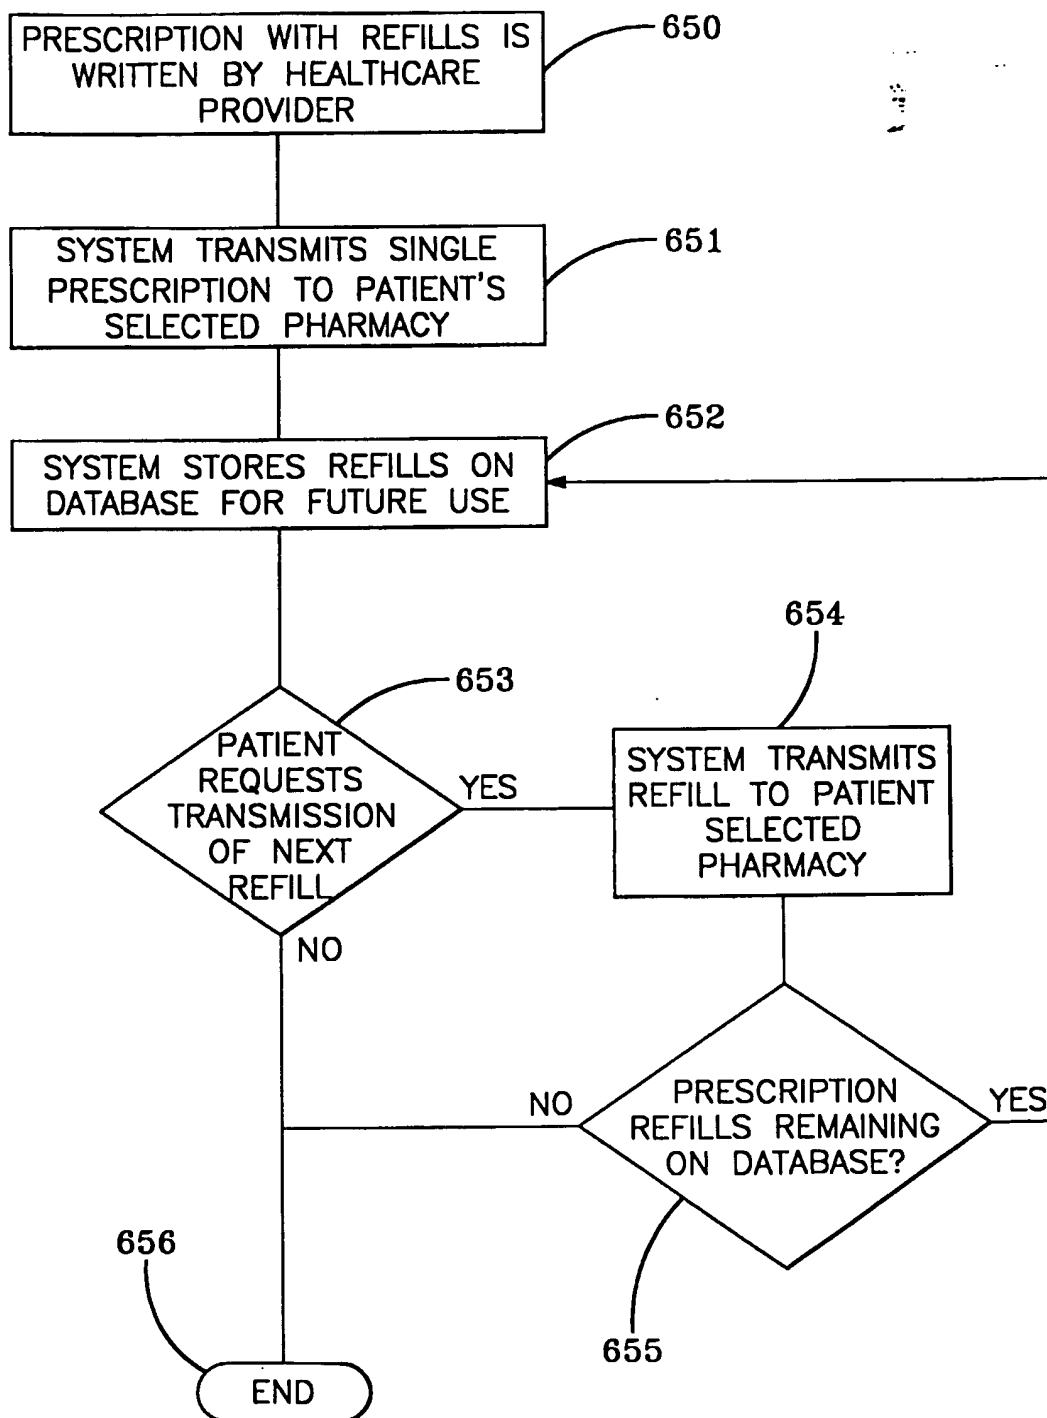 PRESCRIPTION WITH REFILLS IS
WRITTEN BY HEALTHCARE
PROVIDER
650
SYSTEM TRANSMITS SINGLE
PRESCRIPTION TO PATIENT'S
SELECTED PHARMACY
651
652
SYSTEM STORES REFILLS ON
DATABASE FOR FUTURE USE
653
PATIENT
REQUESTS
TRANSMISSION
OF NEXT
REFILL
YES
NO
654
SYSTEM TRANSMITS
REFILL TO PATIENT
SELECTED
PHARMACY
PRESCRIPTION
REFILLS REMAINING
ON DATABASE?
NO
YES
655
656
END